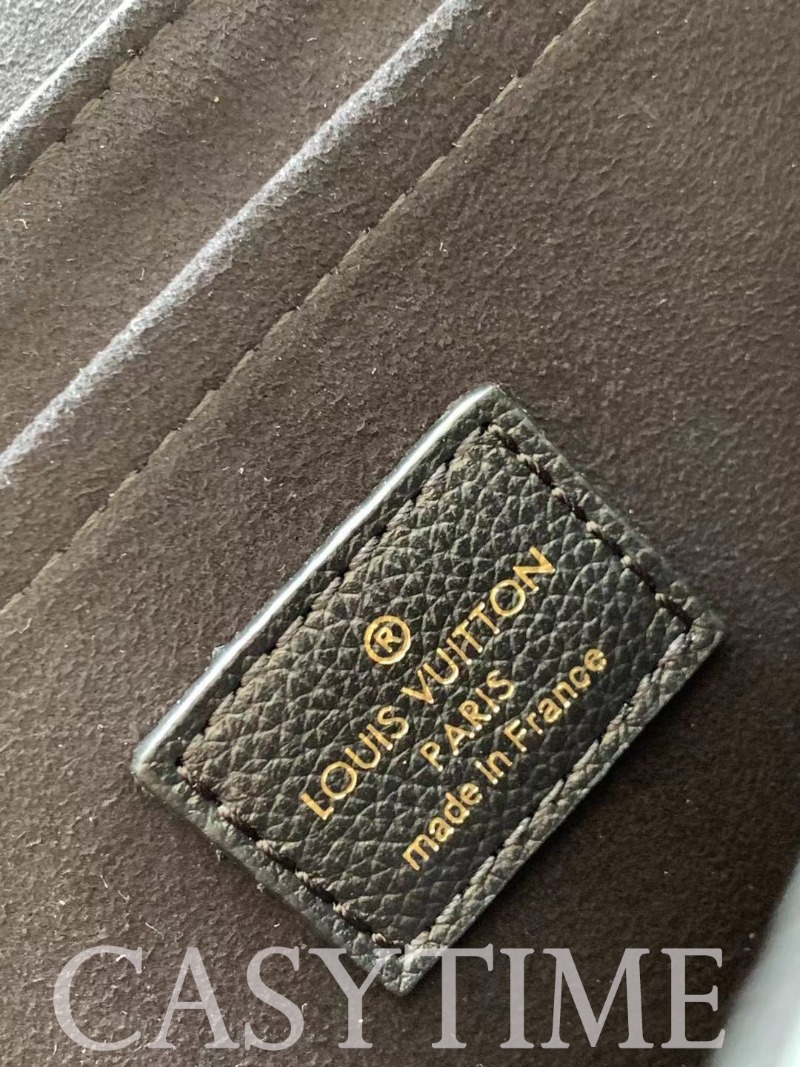 ®
LOUIS VUITTON
PARIS
made in France
CASYTIME